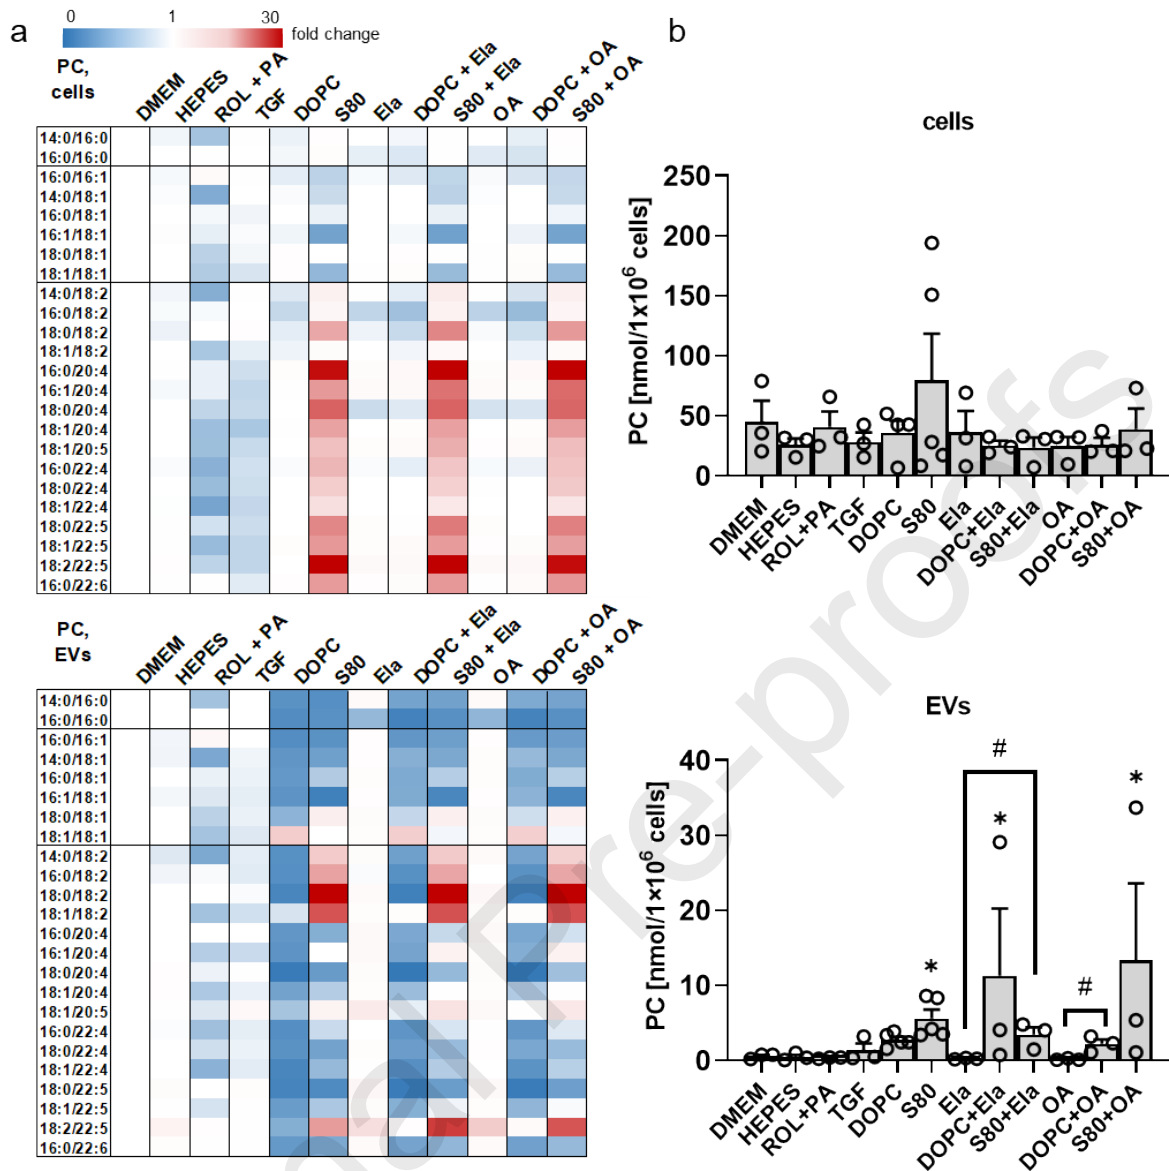 a
0 1 30
fold change
PC,
cells
DMEM
HEPES
ROL + PA
TGF
DOPC
S80
Ela
DOPC + Ela
S80 + Ela
OA
DOPC + OA
S80 + OA
14:0/16:0
16:0/16:0
16:0/16:1
14:0/18:1
16:0/18:1
16:1/18:1
18:0/18:1
18:1/18:1
14:0/18:2
16:0/18:2
18:0/18:2
18:1/18:2
16:0/20:4
16:1/20:4
18:0/20:4
18:1/20:4
18:1/20:5
16:0/22:4
18:0/22:4
18:1/22:4
18:0/22:5
18:1/22:5
18:2/22:5
16:0/22:6
PC,
EVs
DMEM
HEPES
ROL + PA
TGF
DOPC
S80
Ela
DOPC + Ela
S80 + Ela
OA
DOPC + OA
S80 + OA
14:0/16:0
16:0/16:0
16:0/16:1
14:0/18:1
16:0/18:1
16:1/18:1
18:0/18:1
18:1/18:1
14:0/18:2
16:0/18:2
18:0/18:2
18:1/18:2
16:0/20:4
16:1/20:4
18:0/20:4
18:1/20:4
18:1/20:5
16:0/22:4
18:0/22:4
18:1/22:4
18:0/22:5
18:1/22:5
18:2/22:5
16:0/22:6
b
cells
PC [nmol/1x10⁶ cells]
250
200
150
100
50
0
DMEM
HEPES
ROL+PA
TGF
DOPC
S80
Ela
DOPC+Ela
S80+Ela
OA
DOPC+OA
S80+OA
EVs
PC [nmol/1×10⁶ cells]
40
30
20
10
0
#
*
*
*
#
DMEM
HEPES
ROL+PA
TGF
DOPC
S80
Ela
DOPC+Ela
S80+Ela
OA
DOPC+OA
S80+OA
al Pre-proofs